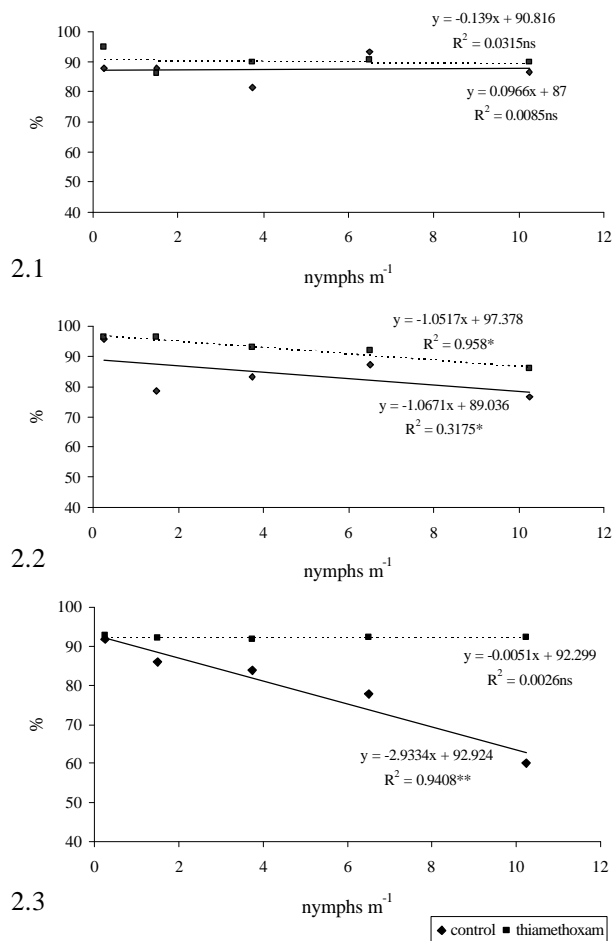 y = -0.139x + 90.816
R² = 0.0315ns
y = 0.0966x + 87
R² = 0.0085ns
100
90
80
70
60
50
40
%
0 2 4 6 8 10 12
nymphs m⁻¹
2.1
y = -1.0517x + 97.378
R² = 0.958*
y = -1.0671x + 89.036
R² = 0.3175*
100
90
80
70
60
50
40
%
0 2 4 6 8 10 12
nymphs m⁻¹
2.2
100
90
80
70
60
50
40
%
y = -0.0051x + 92.299
R² = 0.0026ns
y = -2.9334x + 92.924
R² = 0.9408**
0 2 4 6 8 10 12
nymphs m⁻¹
2.3
control thiamethoxam